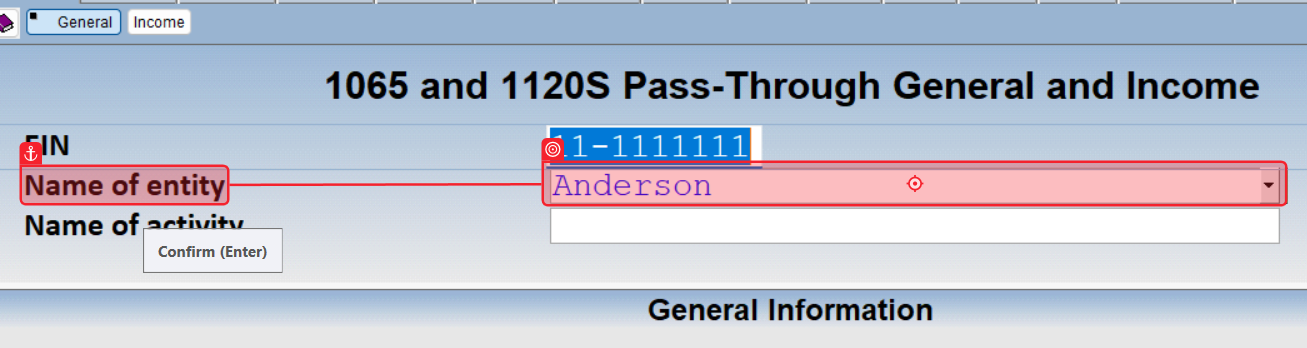 General Income
1065 and 1120S Pass-Through General and Income
EIN 11-1111111
Name of entity Anderson
Name of activity
Confirm (Enter)
General Information